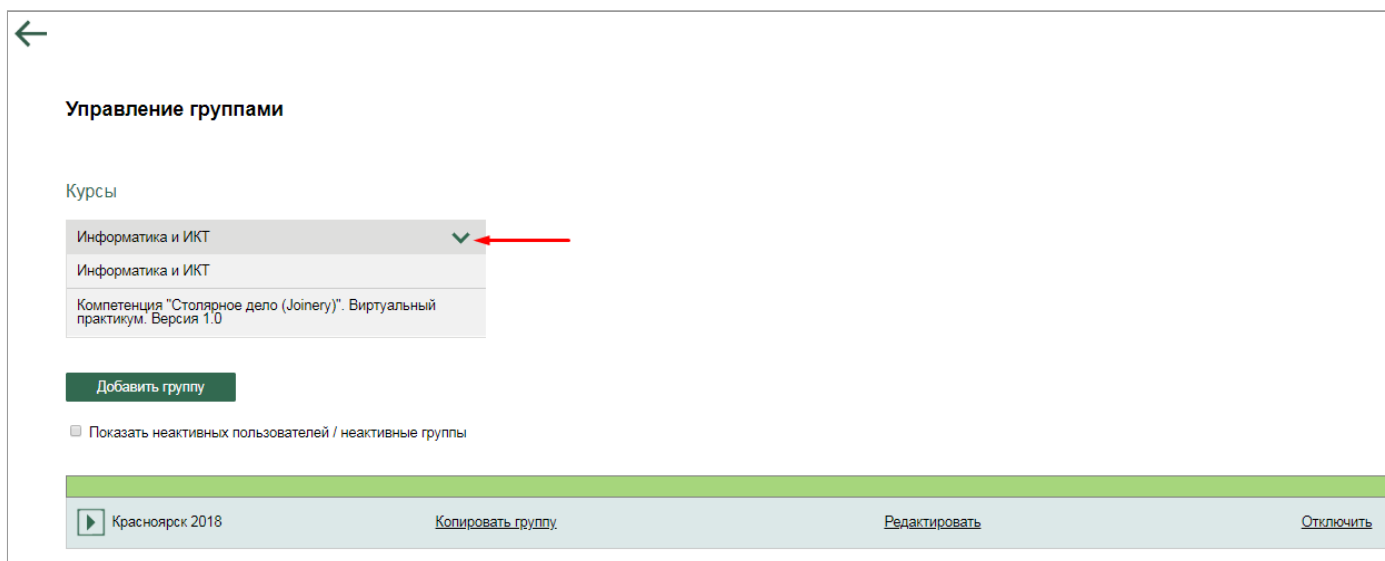 Управление группами
Курсы
Информатика и ИКТ
Информатика и ИКТ
Компетенция "Столярное дело (Joinery)". Виртуальный
практикум. Версия 1.0
Добавить группу
Показать неактивных пользователей / неактивные группы
Красноярск 2018 Копировать группу Редактировать Отключить